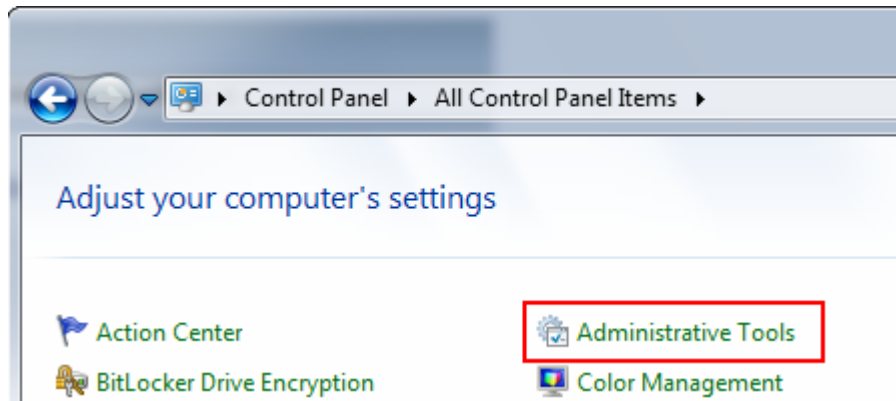 Control Panel All Control Panel Items
Adjust your computer's settings
Action Center Administrative Tools
BitLocker Drive Encryption Color Management